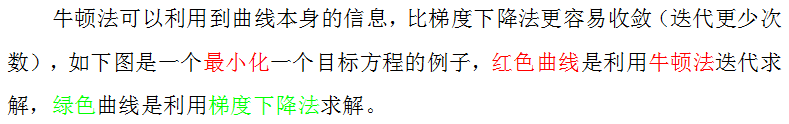 牛顿法可以利用到曲线本身的信息，比梯度下降法更容易收敛（迭代更少次
数），如下图是一个最小化一个目标方程的例子，红色曲线是利用牛顿法迭代求
解，绿色曲线是利用梯度下降法求解。